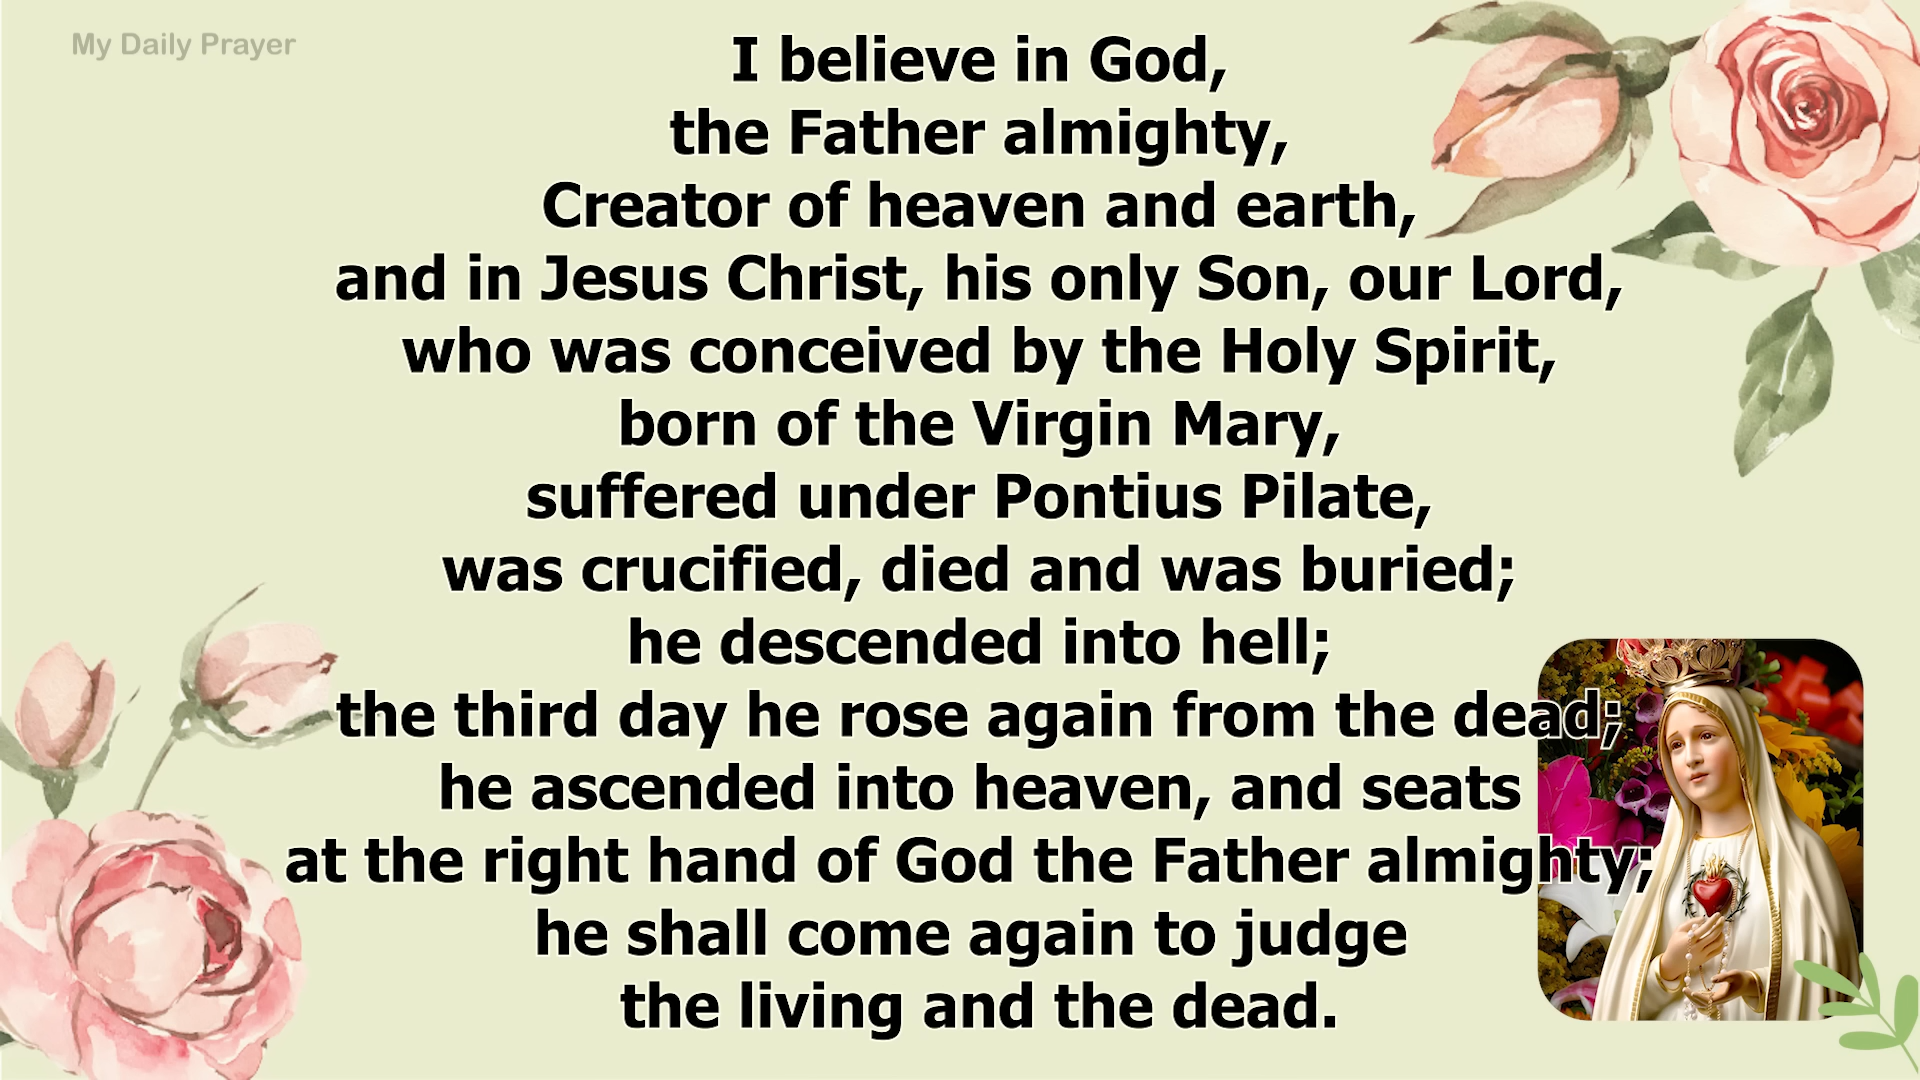 My Daily Prayer
I believe in God,
the Father almighty,
Creator of heaven and earth,
and in Jesus Christ, his only Son, our Lord,
who was conceived by the Holy Spirit,
born of the Virgin Mary,
suffered under Pontius Pilate,
was crucified, died and was buried;
he descended into hell;
the third day he rose again from the dead;
he ascended into heaven, and seats
at the right hand of God the Father almighty;
he shall come again to judge
the living and the dead.